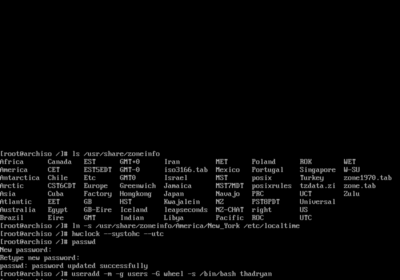 [root@archiso /]# ls /usr/share/zoneinfo
Africa Canada EST GMT+0 Iran MET Poland ROK WET
America CET EST5EDT GMT-0 iso3166.tab Mexico Portugal Singapore W-SU
Antarctica Chile Etc GMT0 Israel MST posix Turkey zone1970.tab
Arctic CST6CDT Europe Greenwich Jamaica MST7MDT posixrules tzdata.zi zone.tab
Asia Cuba Factory Hongkong Japan Navajo PRC UCT Zulu
Atlantic EET GB HST Kwajalein NZ PST8PDT Universal
Australia Egypt GB-Eire Iceland leapseconds NZ-CHAT right US
Brazil Eire GMT Indian Libya Pacific ROC UTC
[root@archiso /]# ln -s /usr/share/zoneinfo/America/New_York /etc/localtime
[root@archiso /]# hwclock --systohc --utc
[root@archiso /]# passwd
New password:
Retype new password:
passwd: password updated successfully
[root@archiso /]# useradd -m -g users -G wheel -s /bin/bash thadryan